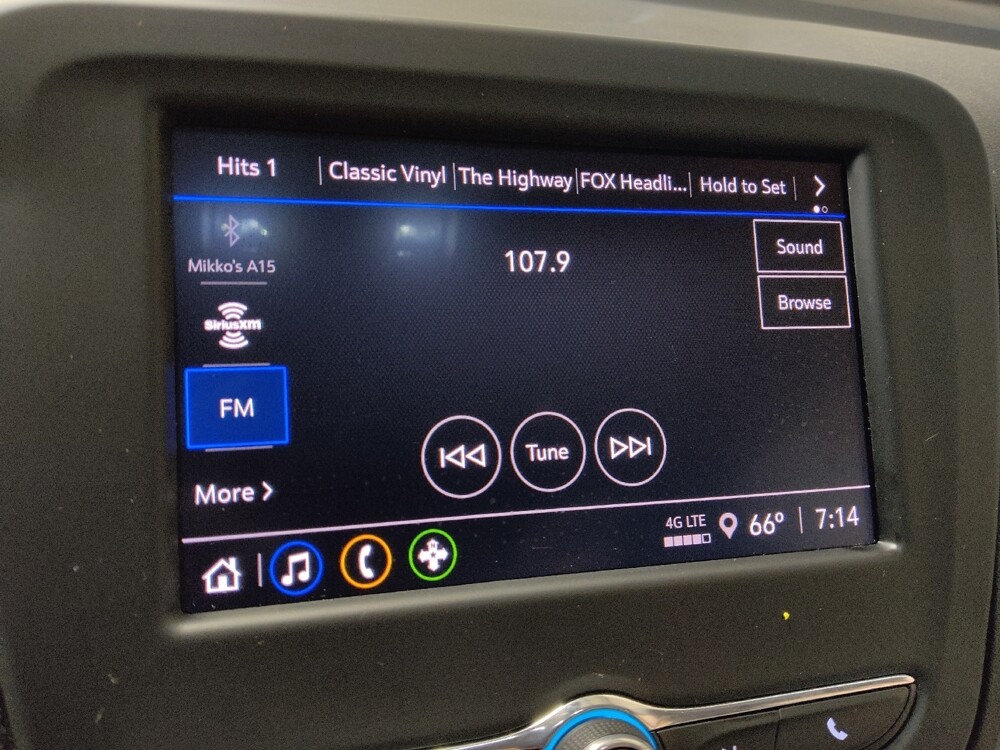 Hits 1 Classic Vinyl The Highway FOX Headli... Hold to Set
Mikko's A15
107.9
Sound
Browse
SiriusXM
FM
Tune
More
4G LTE 66° 7:14